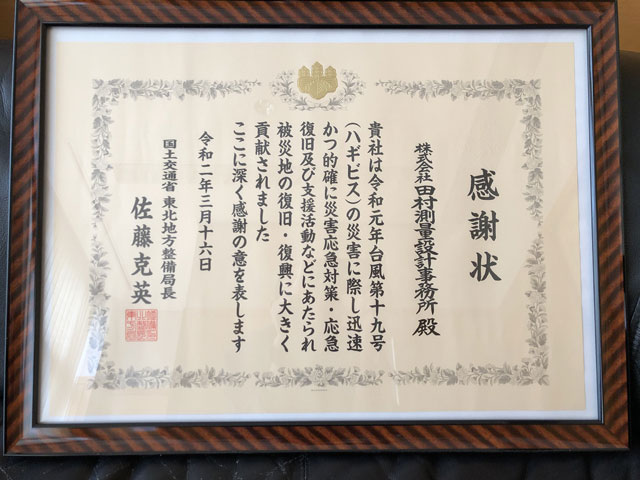 感謝状
株式会社 田村測量設計事務所 殿
貴社は令和元年台風第十九号
(ハギビス)の災害に際し迅速
かつ的確に災害応急対策・応急
復旧及び支援活動などにあたられ
被災地の復旧・復興に大きく
貢献されました
ここに深く感謝の意を表します
令和二年三月十六日
国土交通省 東北地方整備局長
佐藤克英